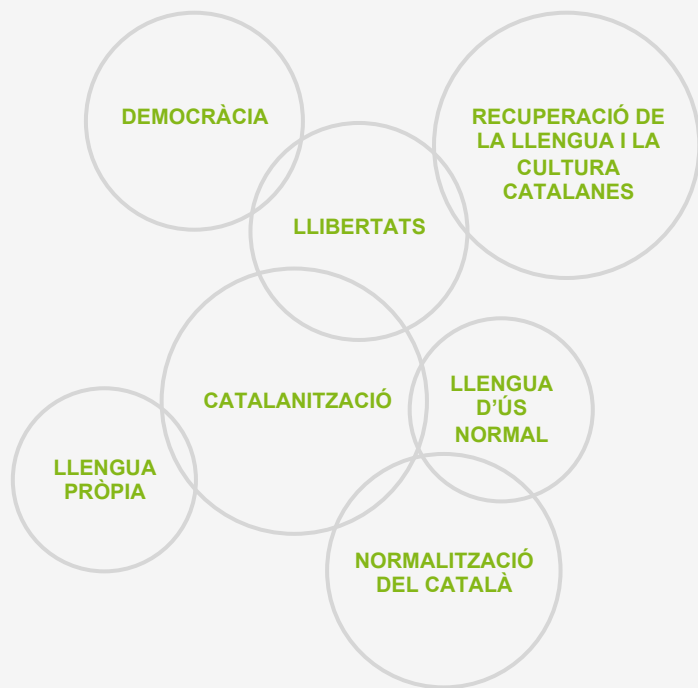 DEMOCRÀCIA
RECUPERACIÓ DE
LA LLENGUA I LA
CULTURA
CATALANES
LLIBERTATS
CATALANITZACIÓ
LLENGUA
D'ÚS
NORMAL
LLENGUA
PRÒPIA
NORMALITZACIÓ
DEL CATALÀ